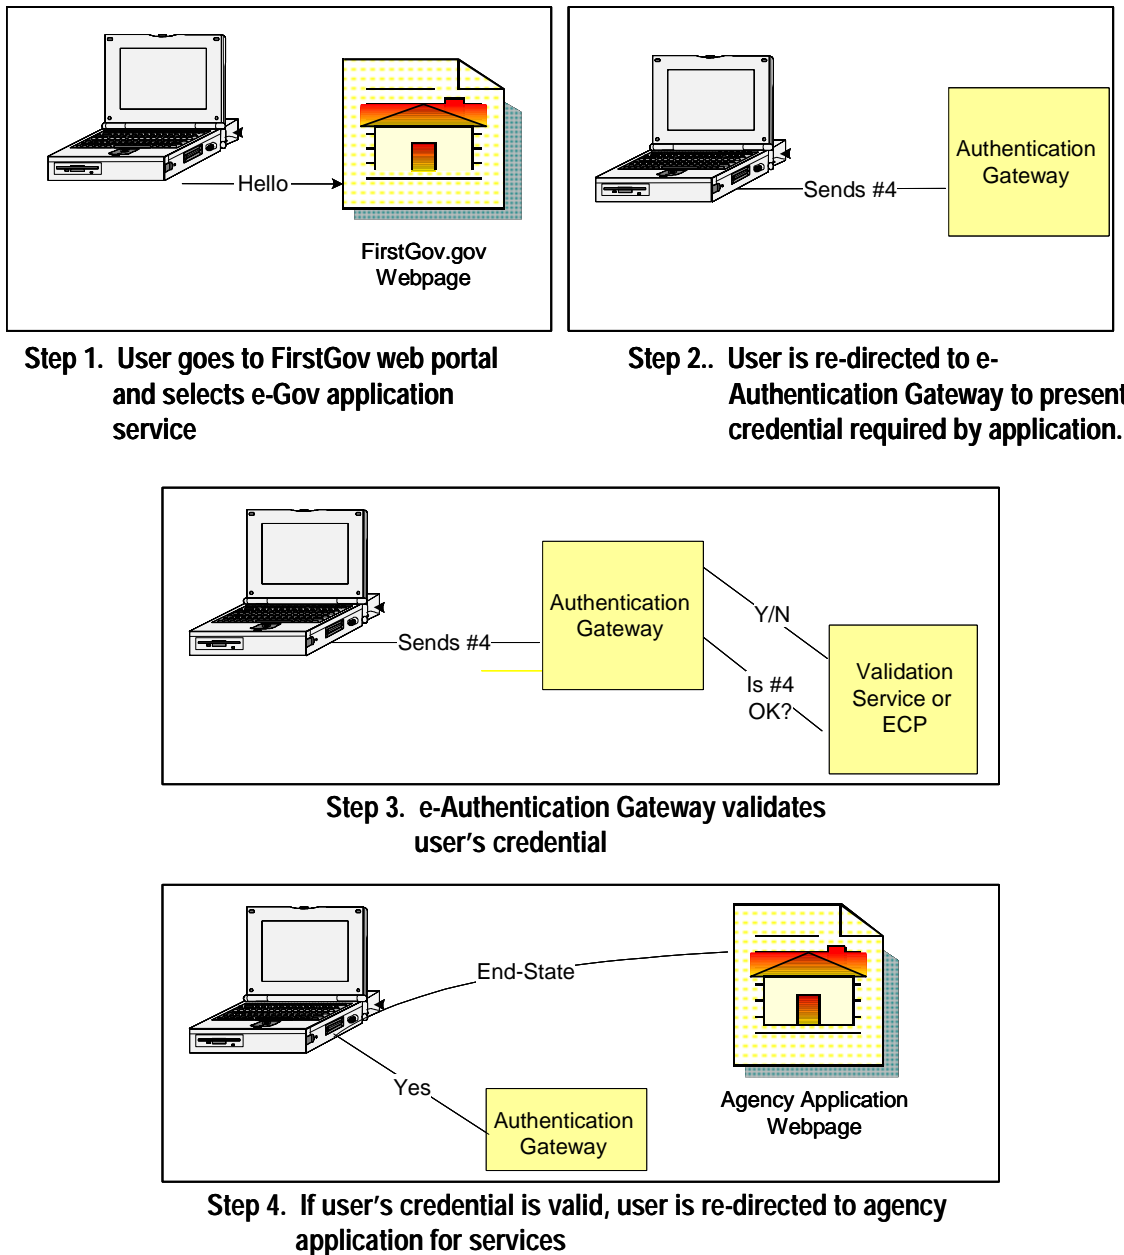 Hello
FirstGov.gov
Webpage
Step 1. User goes to FirstGov web portal
and selects e-Gov application
service
Sends #4
Authentication
Gateway
Step 2.. User is re-directed to e-
Authentication Gateway to present
credential required by application.
Sends #4
Authentication
Gateway
Y/N
Is #4
OK?
Validation
Service or
ECP
Step 3. e-Authentication Gateway validates
user's credential
End-State
Yes
Authentication
Gateway
Agency Application
Webpage
Step 4. If user's credential is valid, user is re-directed to agency
application for services